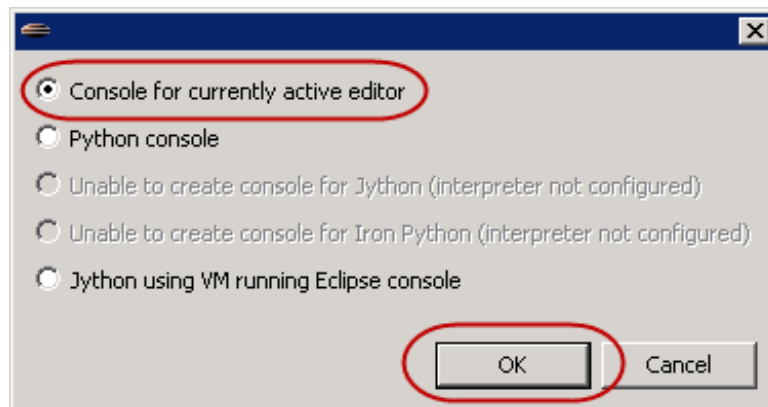 Console for currently active editor
Python console
Unable to create console for Jython (interpreter not configured)
Unable to create console for Iron Python (interpreter not configured)
Jython using VM running Eclipse console
OK Cancel